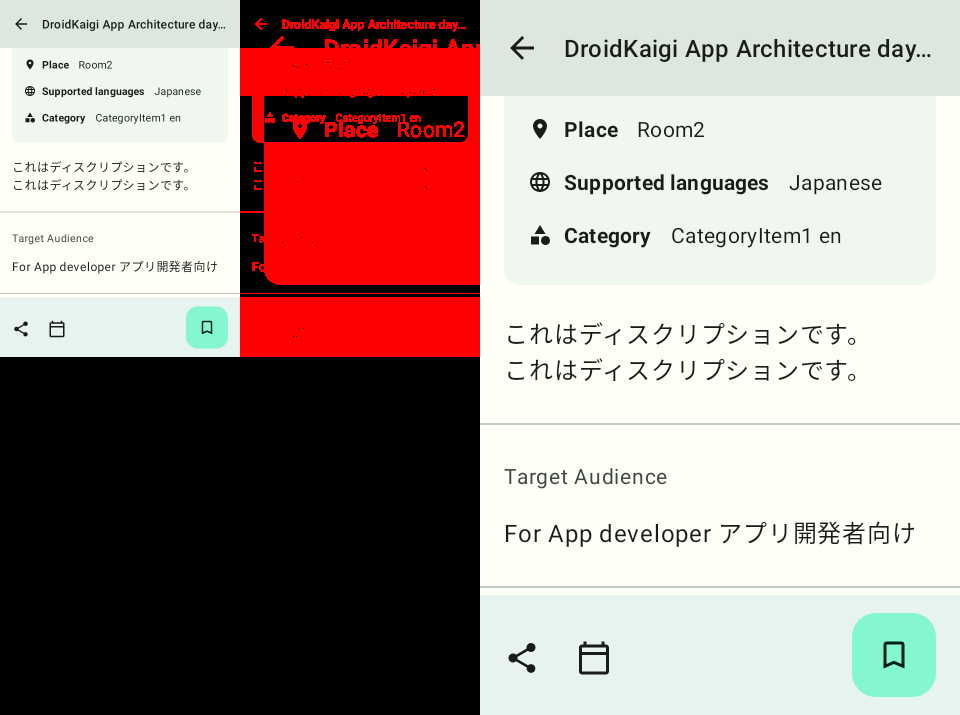 DroidKaigi App Architecture day...
Place Room2
Supported languages Japanese
Category CategoryItem1 en
これはディスクリプションです。
これはディスクリプションです。
Target Audience
For App developer アプリ開発者向け
DroidKaigi App Architecture day...
DroidKaigi App
Category CategoryItem1 en
Place Room2
DroidKaigi App Architecture day...
Place Room2
Supported languages Japanese
Category CategoryItem1 en
これはディスクリプションです。
これはディスクリプションです。
Target Audience
For App developer アプリ開発者向け